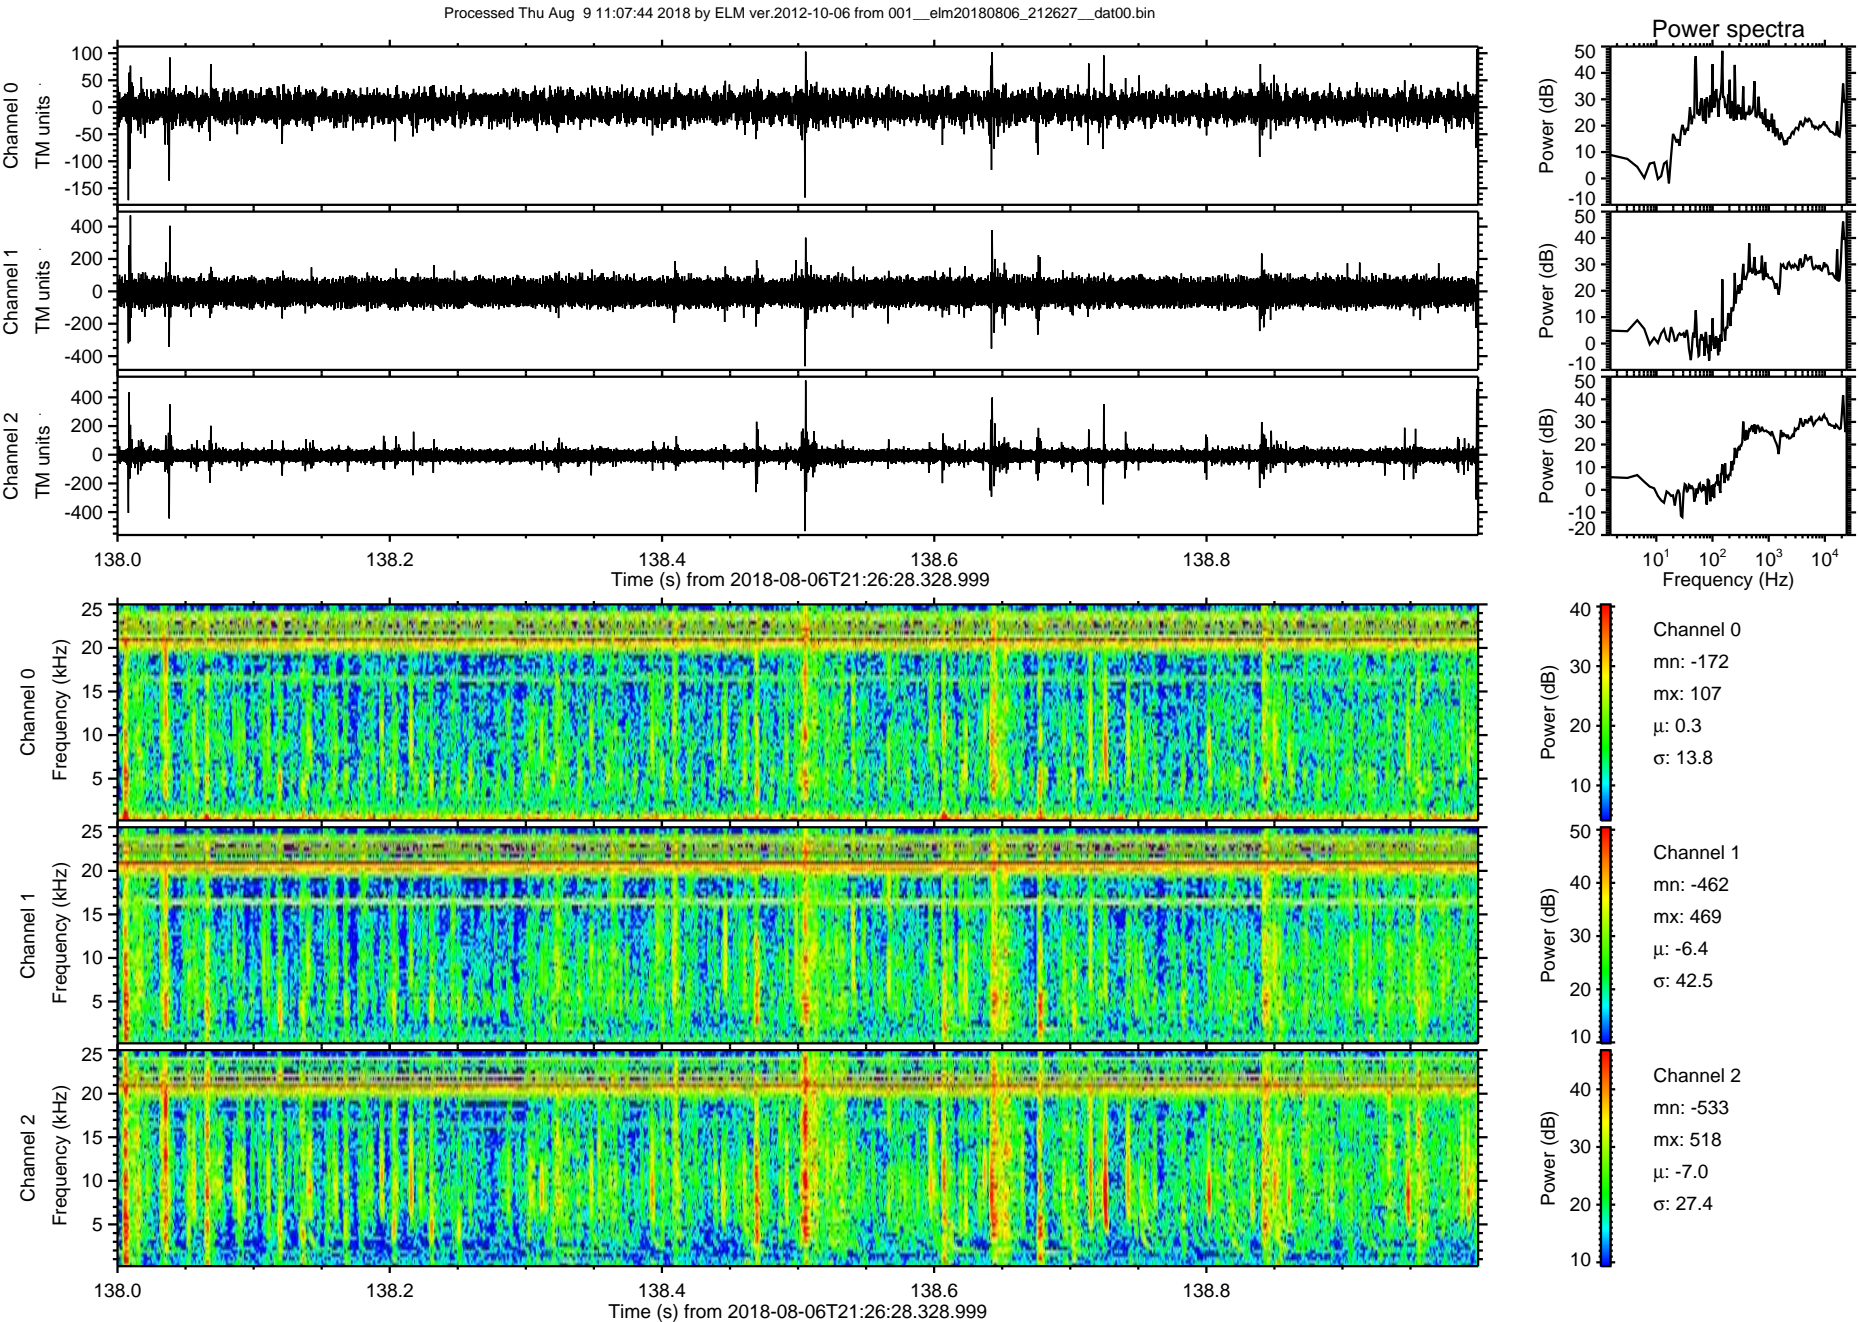 Processed Thu Aug  9 11:07:44 2018 by ELM ver.2012-10-06 from 001__elm20180806_212627__dat00.bin
Power spectra
Channel 0
TM units
100
50
0
-50
-100
-150
Power (dB)
50
40
30
20
10
0
-10
Channel 1
TM units
400
200
0
-200
-400
Power (dB)
50
40
30
20
10
0
-10
Channel 2
TM units
400
200
0
-200
-400
Power (dB)
50
40
30
20
10
0
-10
-20
138.0 138.2 138.4 138.6 138.8
Time (s) from 2018-08-06T21:26:28.328.999
10¹ 10² 10³ 10⁴
Frequency (Hz)
Channel 0
Frequency (kHz)
25
20
15
10
5
Power (dB)
40
30
20
10
Channel 0
mn: -172
mx: 107
μ: 0.3
σ: 13.8
Channel 1
Frequency (kHz)
25
20
15
10
5
Power (dB)
50
40
30
20
10
Channel 1
mn: -462
mx: 469
μ: -6.4
σ: 42.5
Channel 2
Frequency (kHz)
25
20
15
10
5
Power (dB)
40
30
20
10
Channel 2
mn: -533
mx: 518
μ: -7.0
σ: 27.4
138.0 138.2 138.4 138.6 138.8
Time (s) from 2018-08-06T21:26:28.328.999